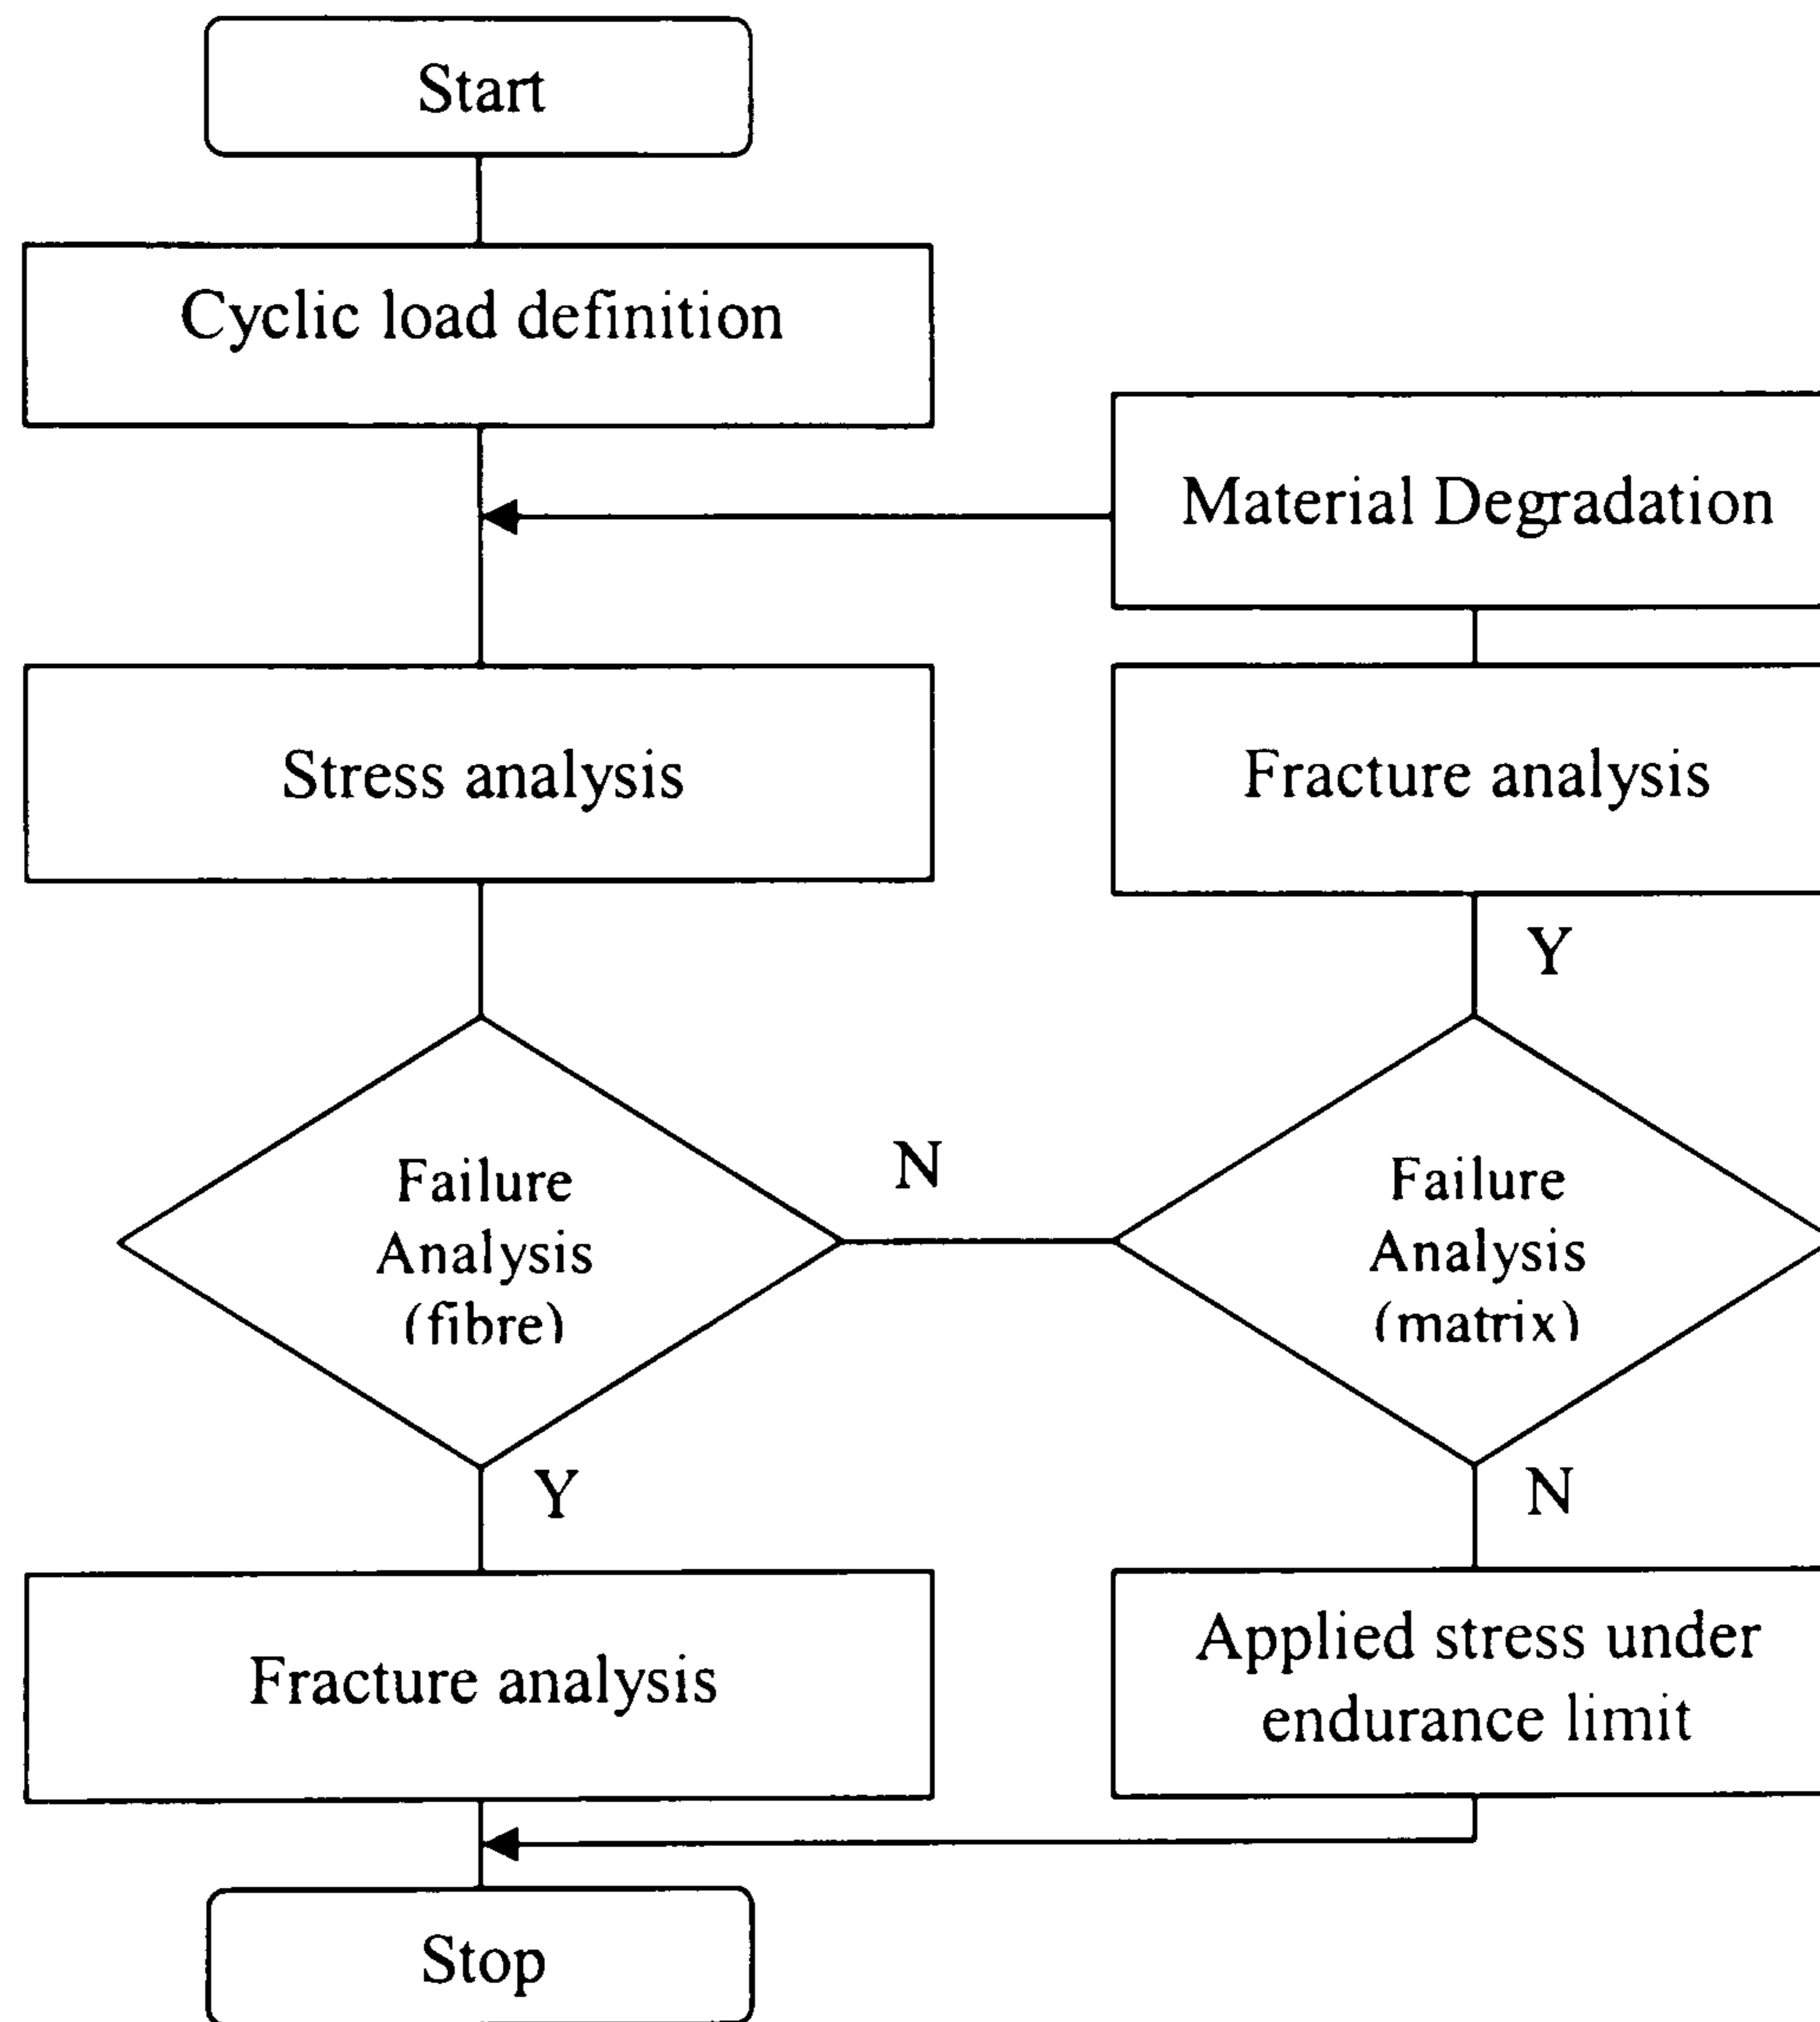 Start
Cyclic load definition
Material Degradation
Stress analysis
Fracture analysis
Y
Failure
Analysis
(fibre)
N
Failure
Analysis
(matrix)
Y
N
Fracture analysis
Applied stress under
endurance limit
Stop